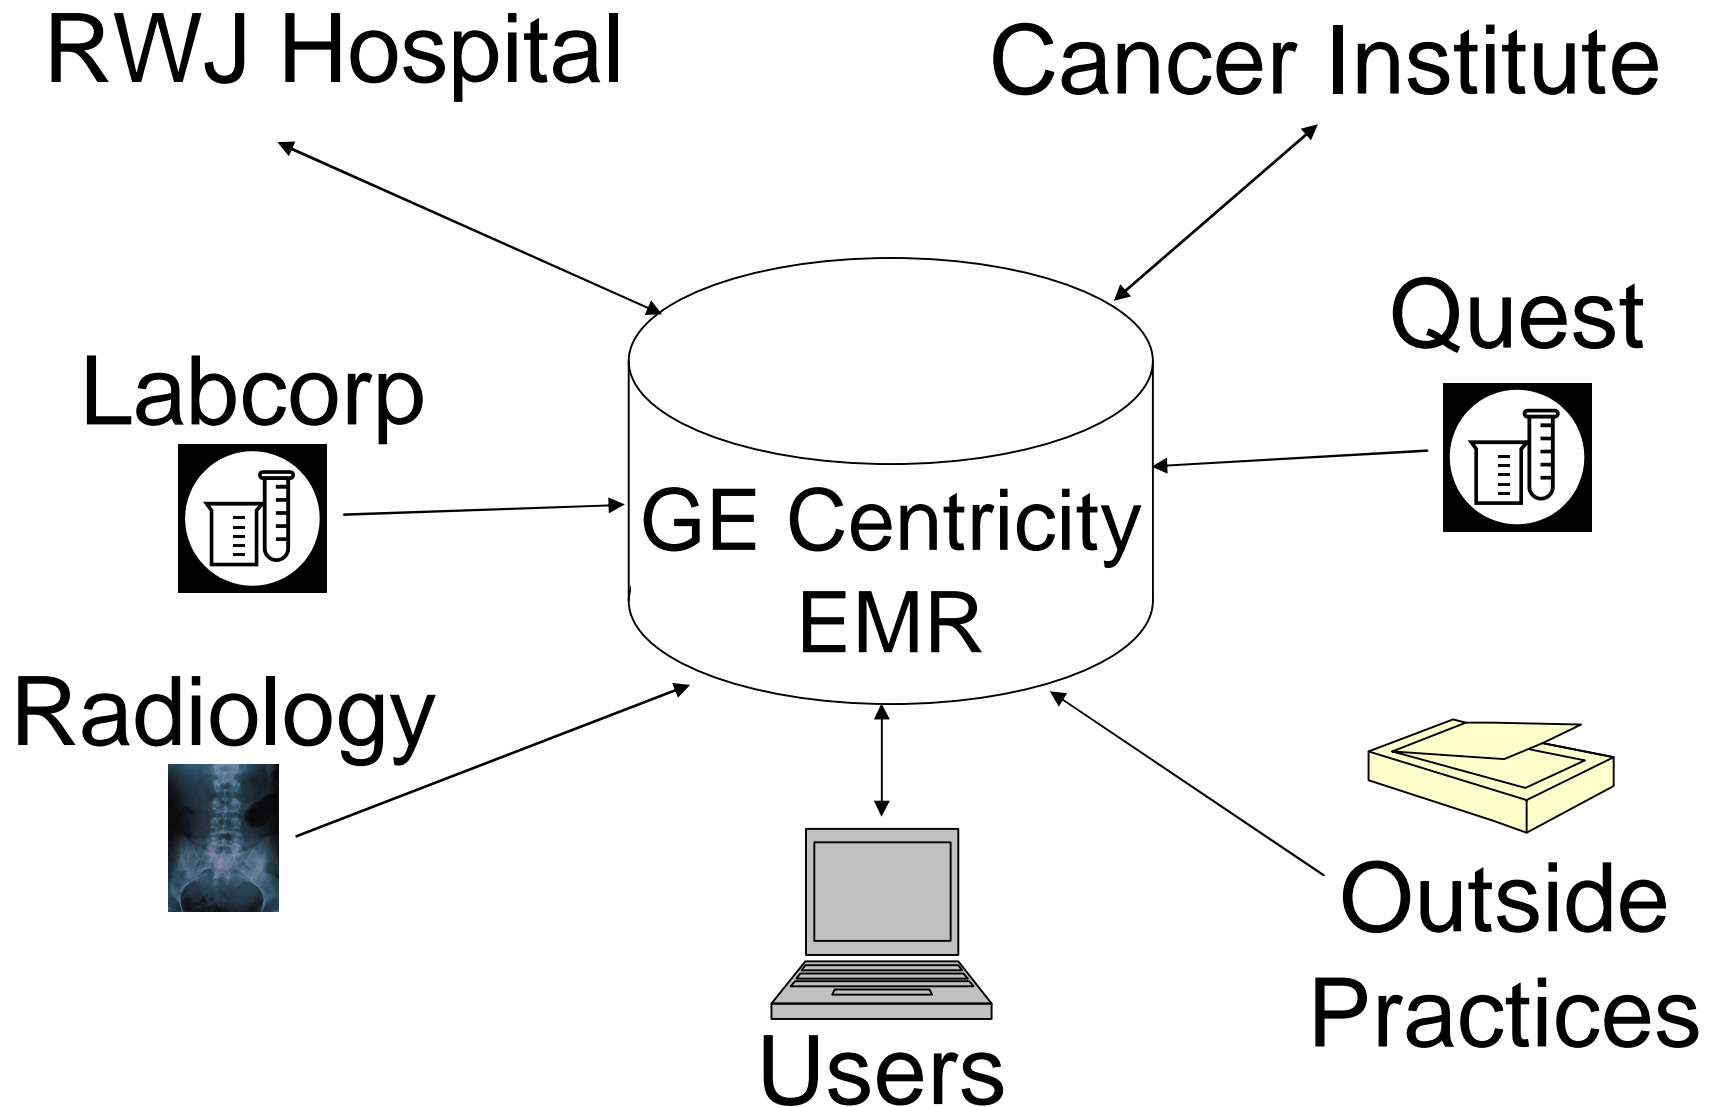 RWJ Hospital
Cancer Institute
Quest
Labcorp
GE Centricity
EMR
Radiology
Outside
Practices
Users